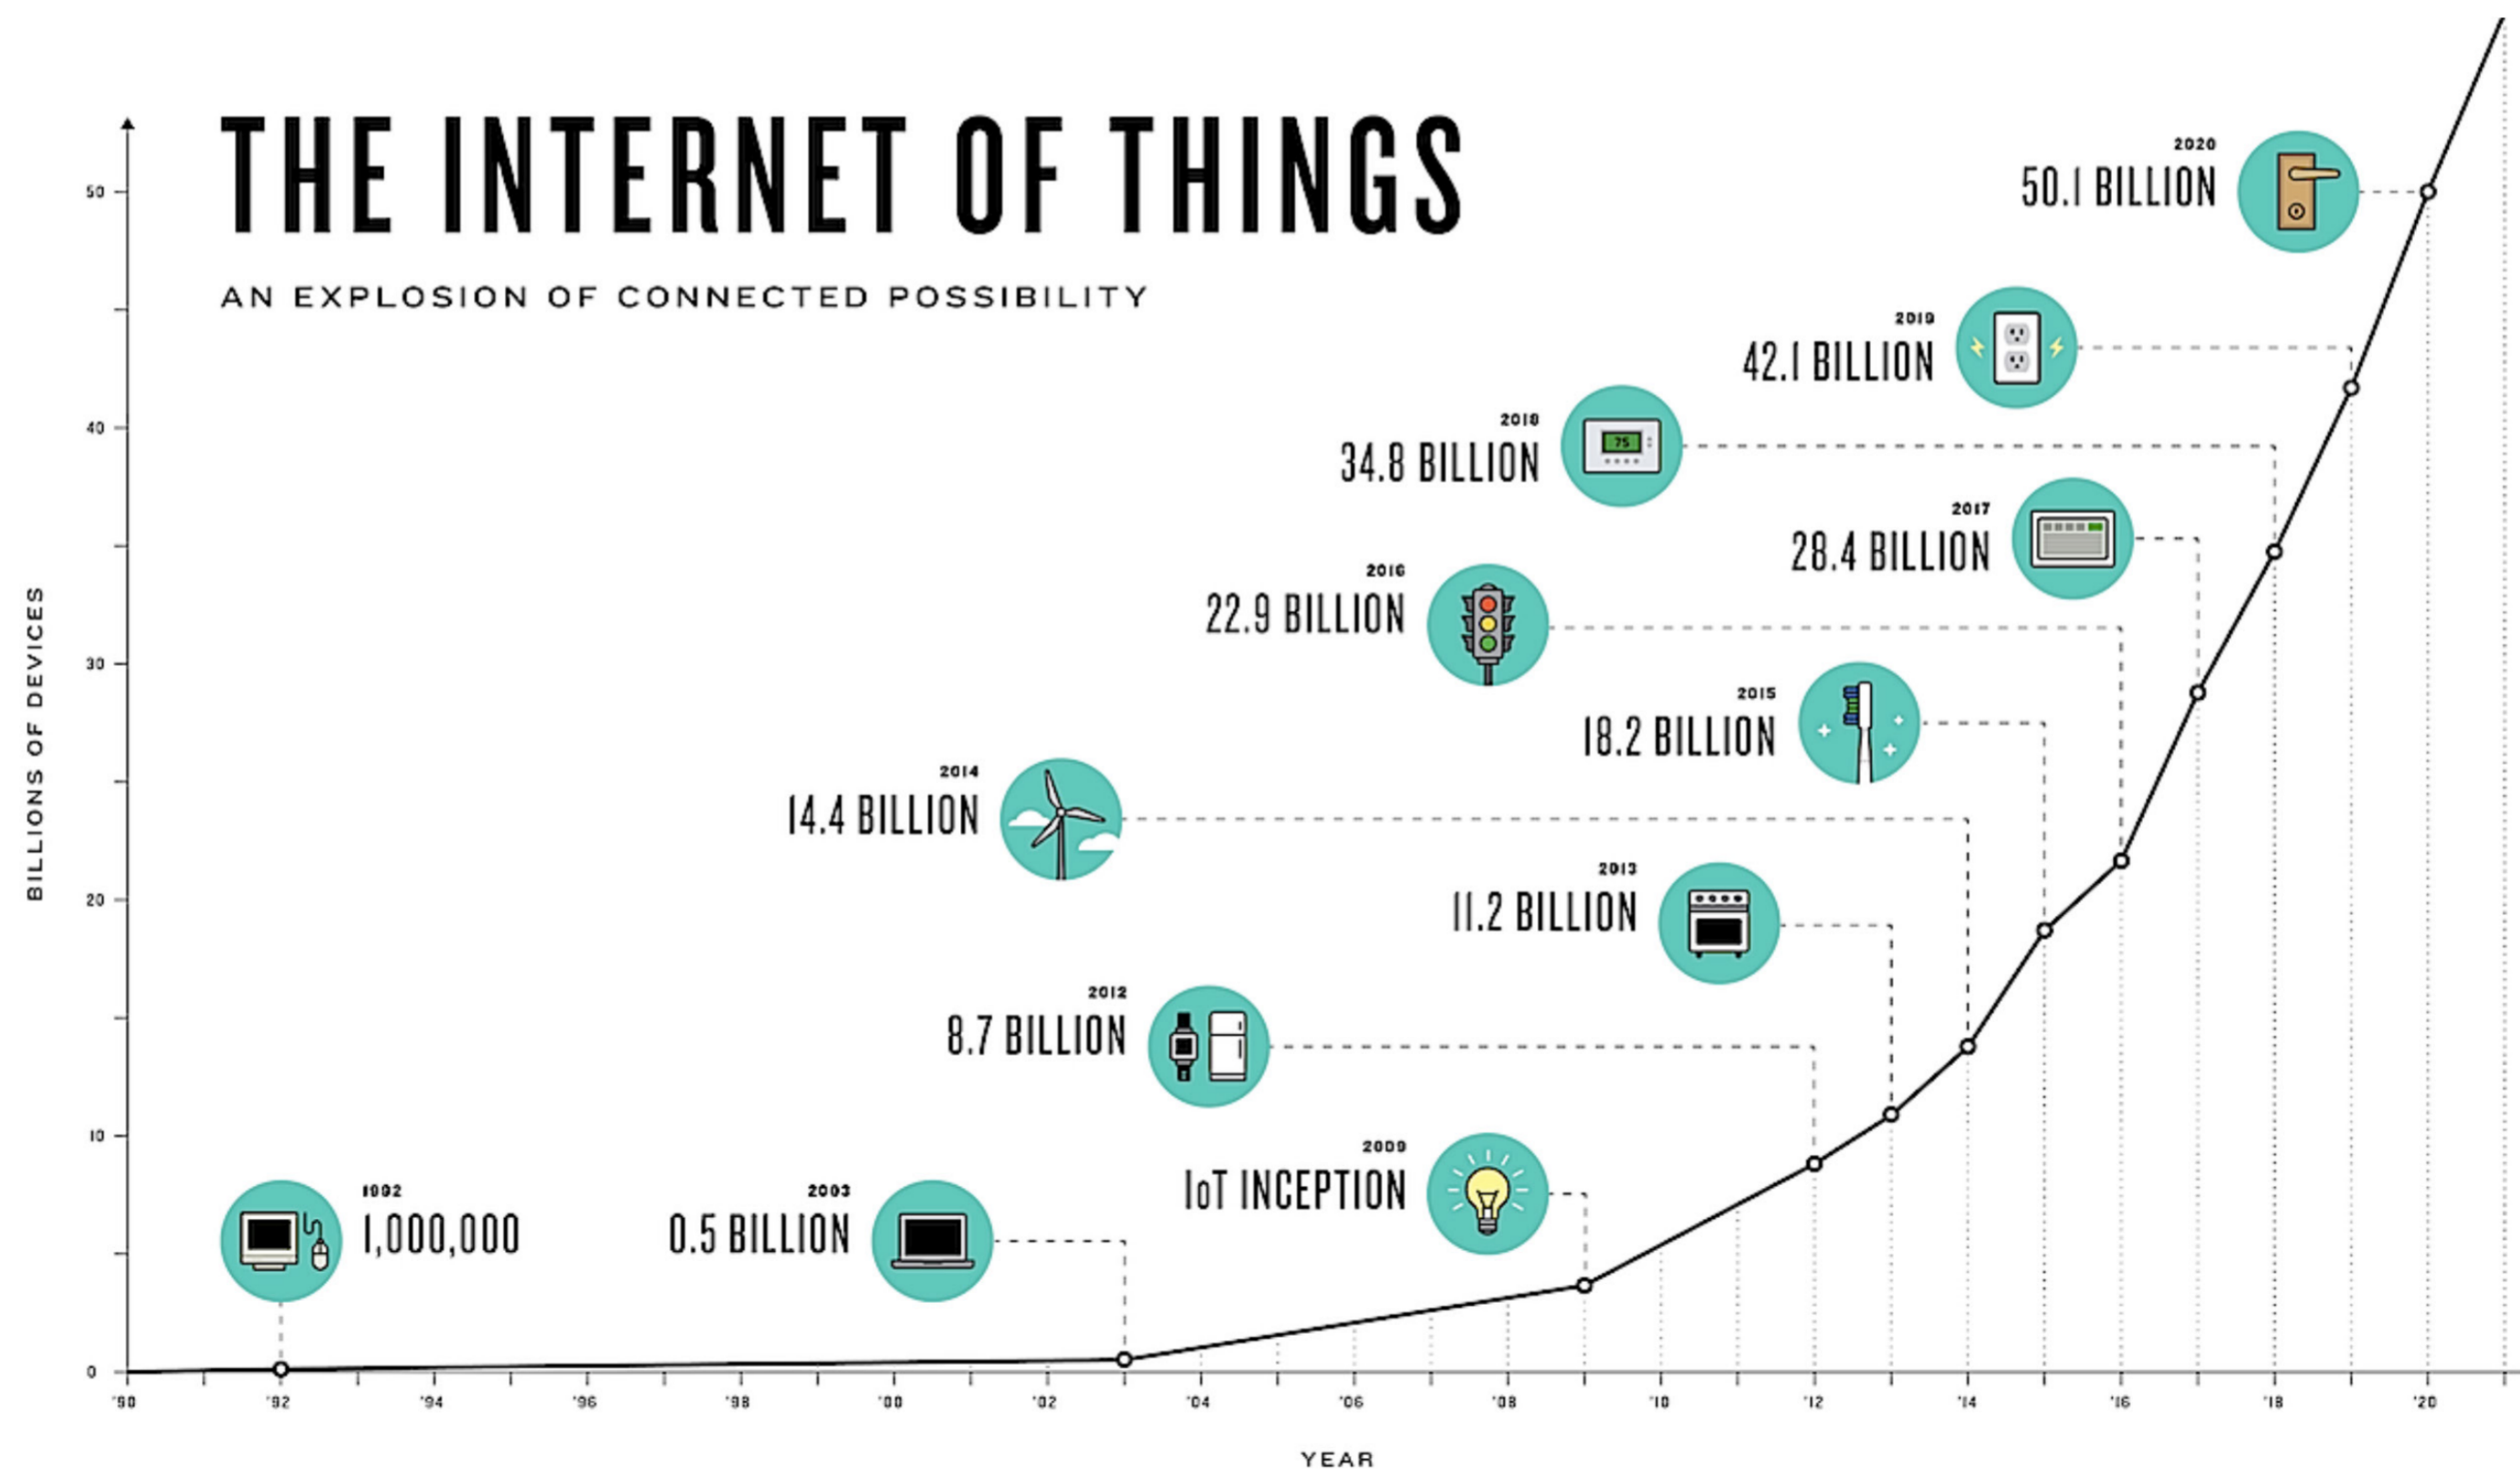 THE INTERNET OF THINGS
AN EXPLOSION OF CONNECTED POSSIBILITY
2020
50.1 BILLION
2019
42.1 BILLION
2018
34.8 BILLION
75
2017
28.4 BILLION
2016
22.9 BILLION
2015
18.2 BILLION
2014
14.4 BILLION
2013
11.2 BILLION
2012
8.7 BILLION
2009
IoT INCEPTION
2003
0.5 BILLION
1992
1,000,000
BILLIONS OF DEVICES
50
40
30
20
10
0
'90 '92 '94 '96 '98 '00 '02 '04 '06 '08 '10 '12 '14 '16 '18 '20
YEAR